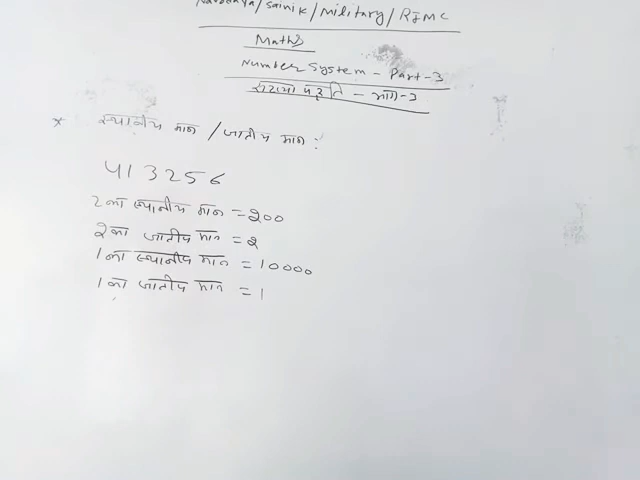 Navodaya/Sainik/Military/RIMC
Maths
Number System - Part-3
संख्या पद्धति - भाग-3
* स्थानीय मान / जातीय मान :
413256
2 का स्थानीय मान = 200
2 का जातीय मान = 2
1 का स्थानीय मान = 10000
1 का जातीय मान = 1